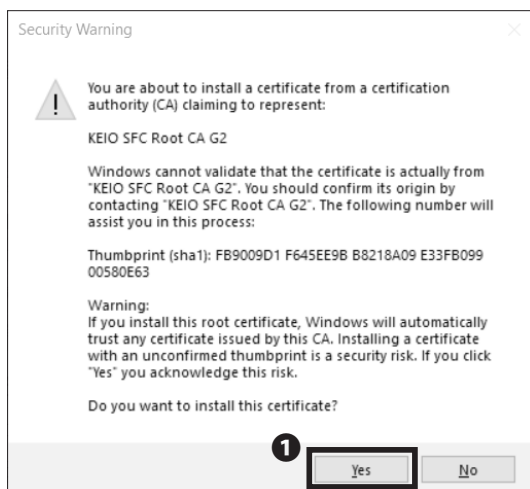 Security Warning
You are about to install a certificate from a certification
authority (CA) claiming to represent:
KEIO SFC Root CA G2
Windows cannot validate that the certificate is actually from
"KEIO SFC Root CA G2". You should confirm its origin by
contacting "KEIO SFC Root CA G2". The following number will
assist you in this process:
Thumbprint (sha1): FB9009D1 F645EE9B B8218A09 E33FB099
00580E63
Warning:
If you install this root certificate, Windows will automatically
trust any certificate issued by this CA. Installing a certificate
with an unconfirmed thumbprint is a security risk. If you click
"Yes" you acknowledge this risk.
Do you want to install this certificate?
1
Yes
No